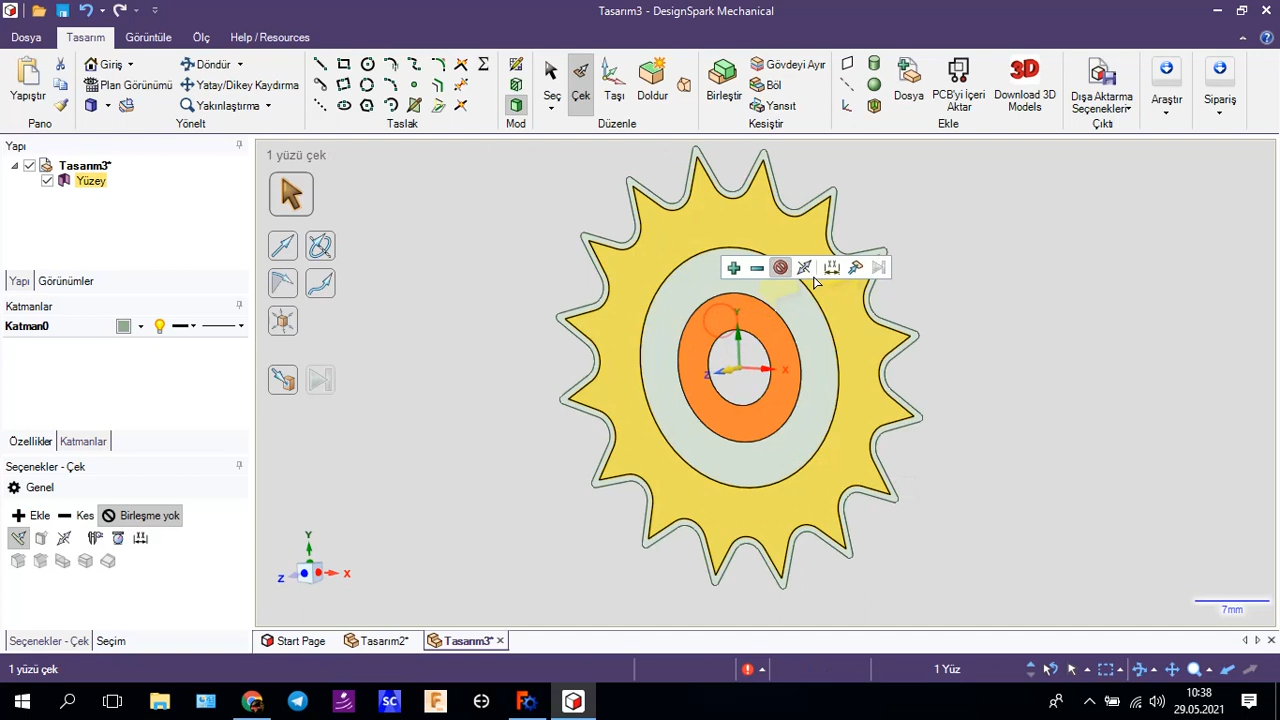 Tasarım3* - DesignSpark Mechanical
Dosya Tasarım Görüntüle Ölç Help / Resources
Yapıştır
Pano
Giriş
Plan Görünümü
Döndür
Yatay/Dikey Kaydırma
Yakınlaştırma
Yönelt
Taslak
Mod
Seç
Çek
Taşı
Doldur
Düzenle
Birleştir
Gövdeyi Ayır
Böl
Yansıt
Kesiştir
Dosya
PCB'yi İçeri Aktar
3D
Download 3D Models
Ekle
Dışa Aktarma Seçenekleri
Çıktı
Araştır
Sipariş
Yapı
Tasarım3*
Yüzey
Yapı Görünümler
Katmanlar
Katman0
Özellikler Katmanlar
Seçenekler - Çek
Genel
Ekle Kes Birleşme yok
Seçenekler - Çek Seçim
1 yüzü çek
Y
X
Z
Y
Z
X
7mm
Start Page Tasarım2* Tasarım3*
1 yüzü çek
1 Yüz
SC
10:38
29.05.2021